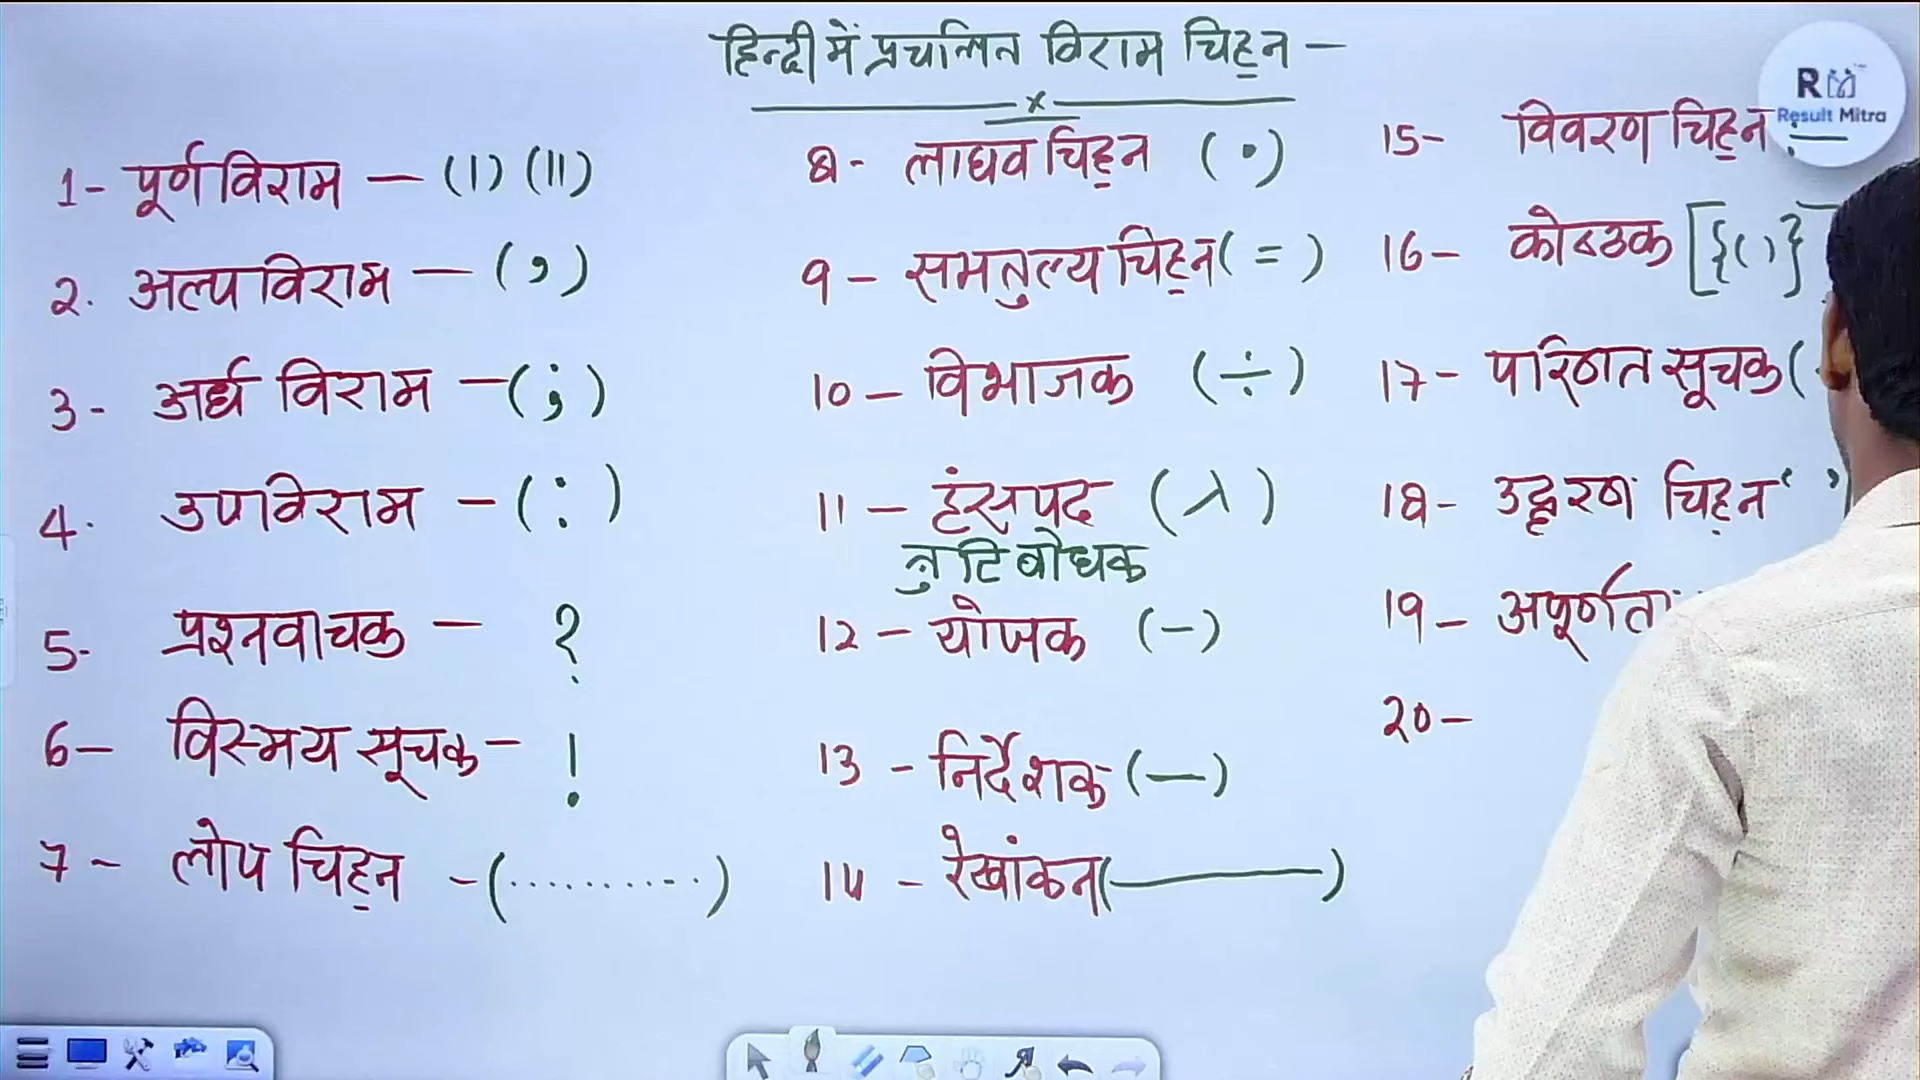 हिन्दी में प्रचलित विराम चिह्न —
1- पूर्ण विराम — (।) (॥)
2. अल्प विराम — (,)
3- अर्ध विराम — (;)
4. उपविराम — (:)
5- प्रश्नवाचक — ?
6— विस्मय सूचक — !
7- लोप चिह्न - (..........)
8- लाघव चिह्न (•)
9 — समतुल्य चिह्न (=)
10 — विभाजक (÷)
11 — हंसपद (⅄)
त्रुटि बोधक
12 — योजक (-)
13 - निर्देशक (—)
14 - रेखांकन (————)
15- विवरण चिह्न :—
16- कोष्ठक [{()}
17- सूचक (
18- उद्धरण चिह्न ‘ ’
19- अपूर्णता
20-
R
Result Mitra